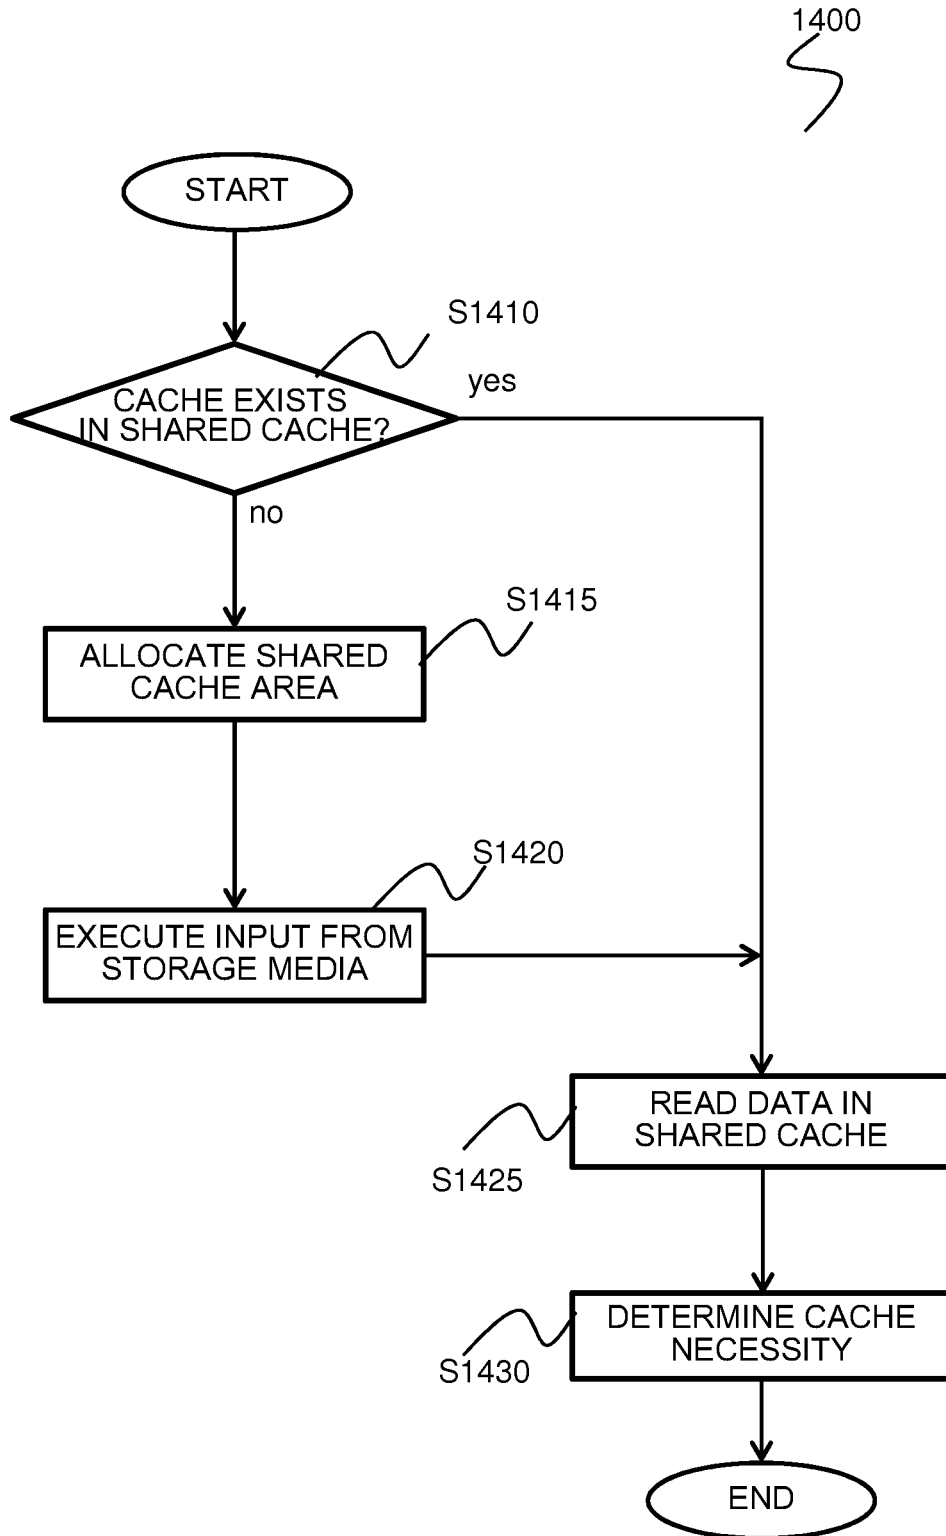 1400
START
S1410
yes
CACHE EXISTS
IN SHARED CACHE?
no
S1415
ALLOCATE SHARED
CACHE AREA
S1420
EXECUTE INPUT FROM
STORAGE MEDIA
READ DATA IN
SHARED CACHE
S1425
DETERMINE CACHE
NECESSITY
S1430
END